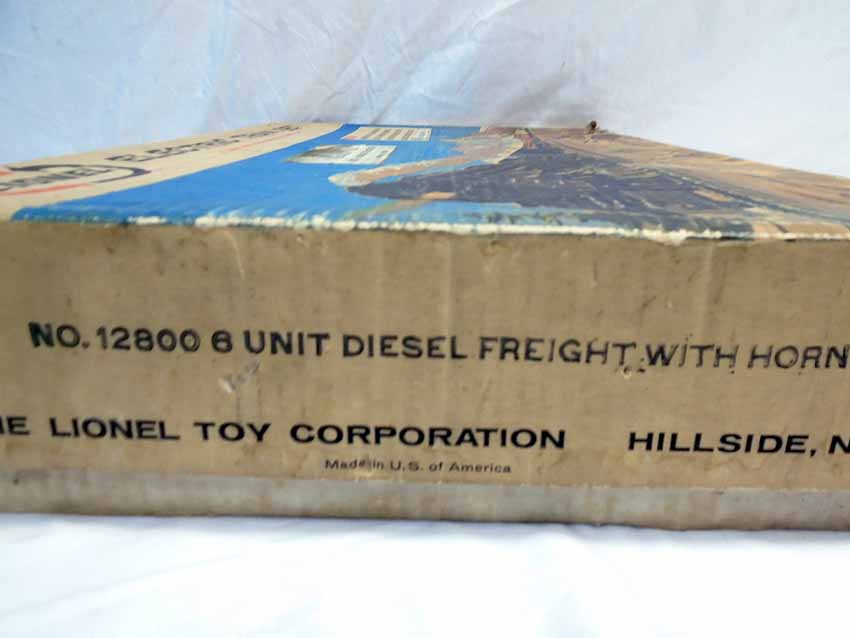 NO. 12800 6 UNIT DIESEL FREIGHT WITH HORN
E LIONEL TOY CORPORATION HILLSIDE, N
Made in U.S. of America